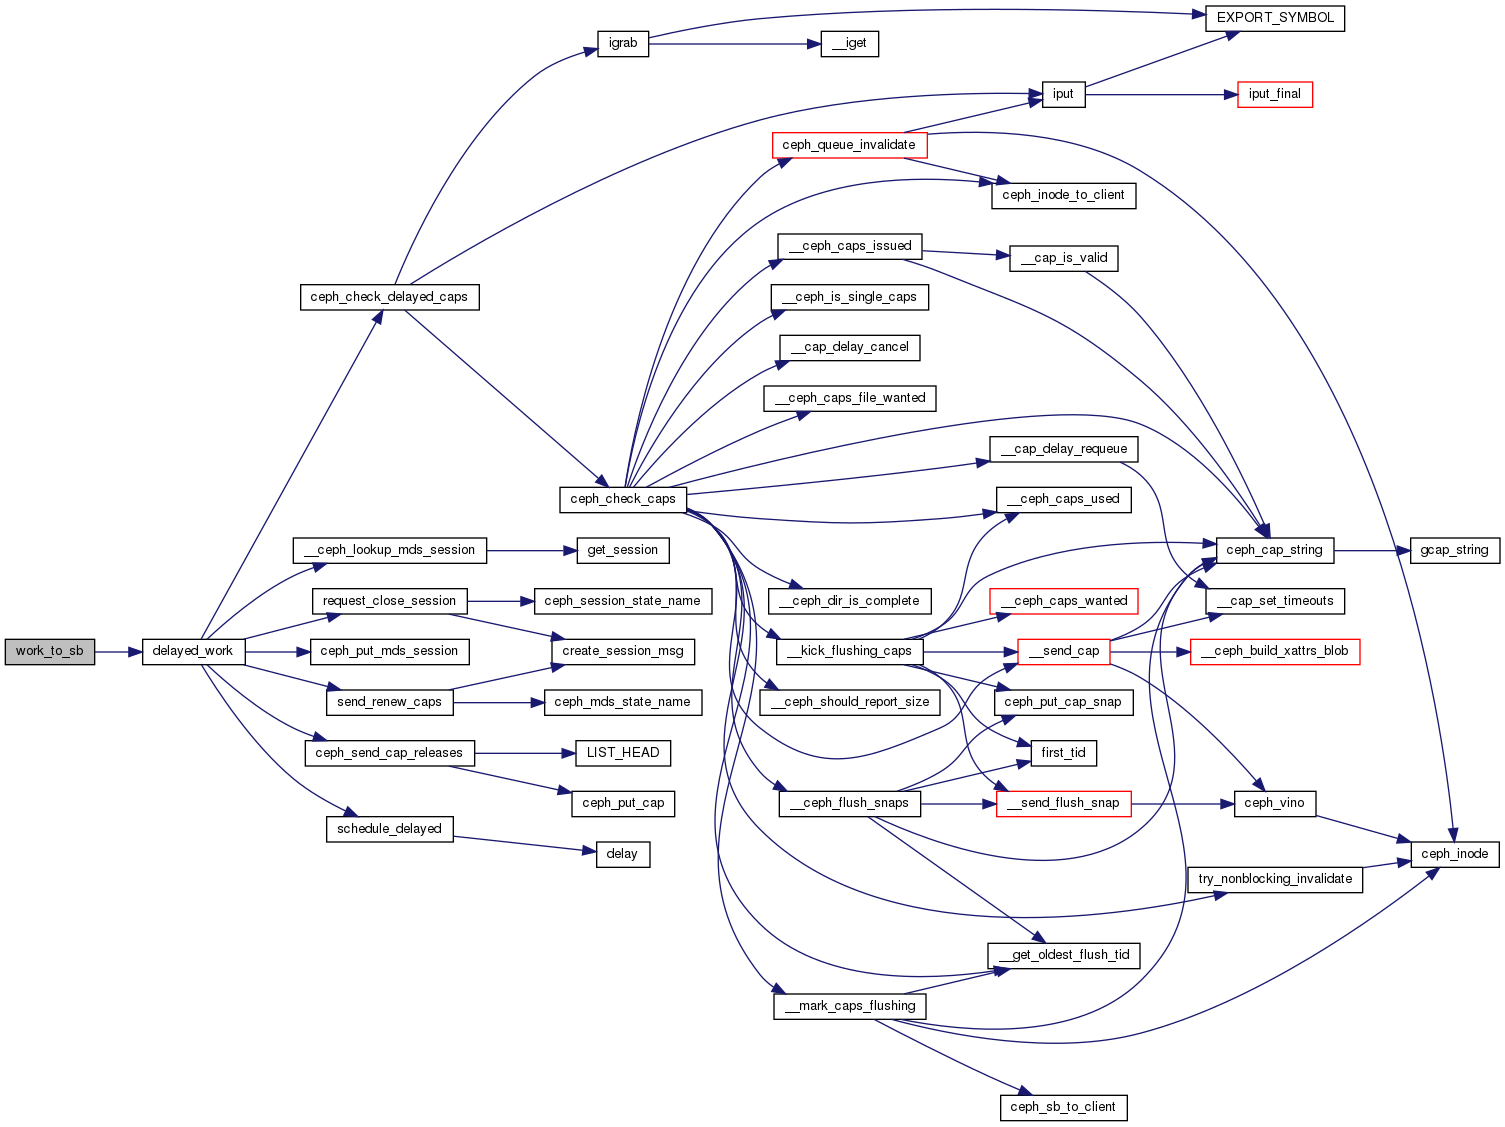 EXPORT_SYMBOL
igrab
__iget
iput
iput_final
ceph_queue_invalidate
ceph_inode_to_client
__ceph_caps_issued
__cap_is_valid
ceph_check_delayed_caps
__ceph_is_single_caps
__cap_delay_cancel
__ceph_caps_file_wanted
__cap_delay_requeue
ceph_check_caps
__ceph_caps_used
__ceph_lookup_mds_session
get_session
ceph_cap_string
gcap_string
request_close_session
ceph_session_state_name
__ceph_dir_is_complete
__ceph_caps_wanted
__cap_set_timeouts
work_to_sb
delayed_work
ceph_put_mds_session
create_session_msg
__kick_flushing_caps
__send_cap
__ceph_build_xattrs_blob
send_renew_caps
ceph_mds_state_name
__ceph_should_report_size
ceph_put_cap_snap
ceph_send_cap_releases
LIST_HEAD
first_tid
ceph_put_cap
__ceph_flush_snaps
__send_flush_snap
ceph_vino
schedule_delayed
delay
ceph_inode
try_nonblocking_invalidate
__get_oldest_flush_tid
__mark_caps_flushing
ceph_sb_to_client